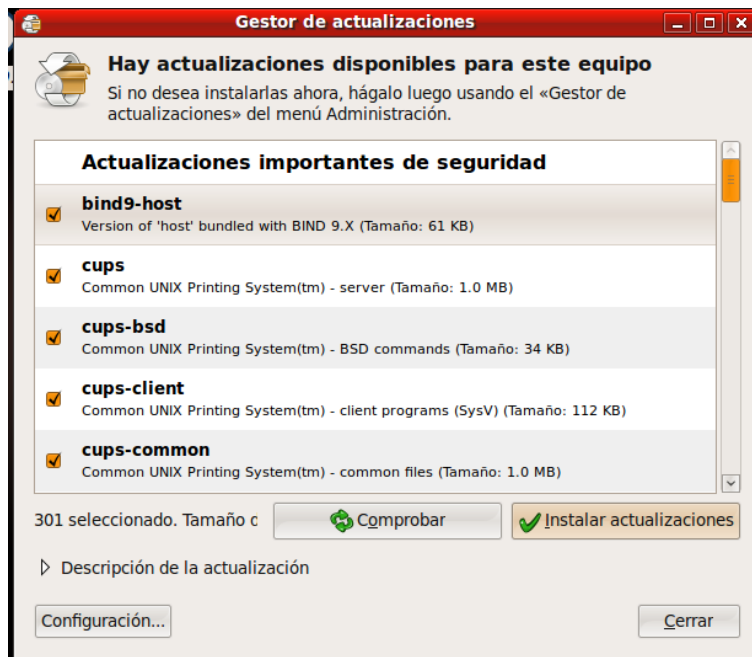 Gestor de actualizaciones
Hay actualizaciones disponibles para este equipo
Si no desea instalarlas ahora, hágalo luego usando el «Gestor de
actualizaciones» del menú Administración.
Actualizaciones importantes de seguridad
bind9-host
Version of 'host' bundled with BIND 9.X (Tamaño: 61 KB)
cups
Common UNIX Printing System(tm) - server (Tamaño: 1.0 MB)
cups-bsd
Common UNIX Printing System(tm) - BSD commands (Tamaño: 34 KB)
cups-client
Common UNIX Printing System(tm) - client programs (SysV) (Tamaño: 112 KB)
cups-common
Common UNIX Printing System(tm) - common files (Tamaño: 1.0 MB)
301 seleccionado. Tamaño
Comprobar
Instalar actualizaciones
Descripción de la actualización
Configuración...
Cerrar